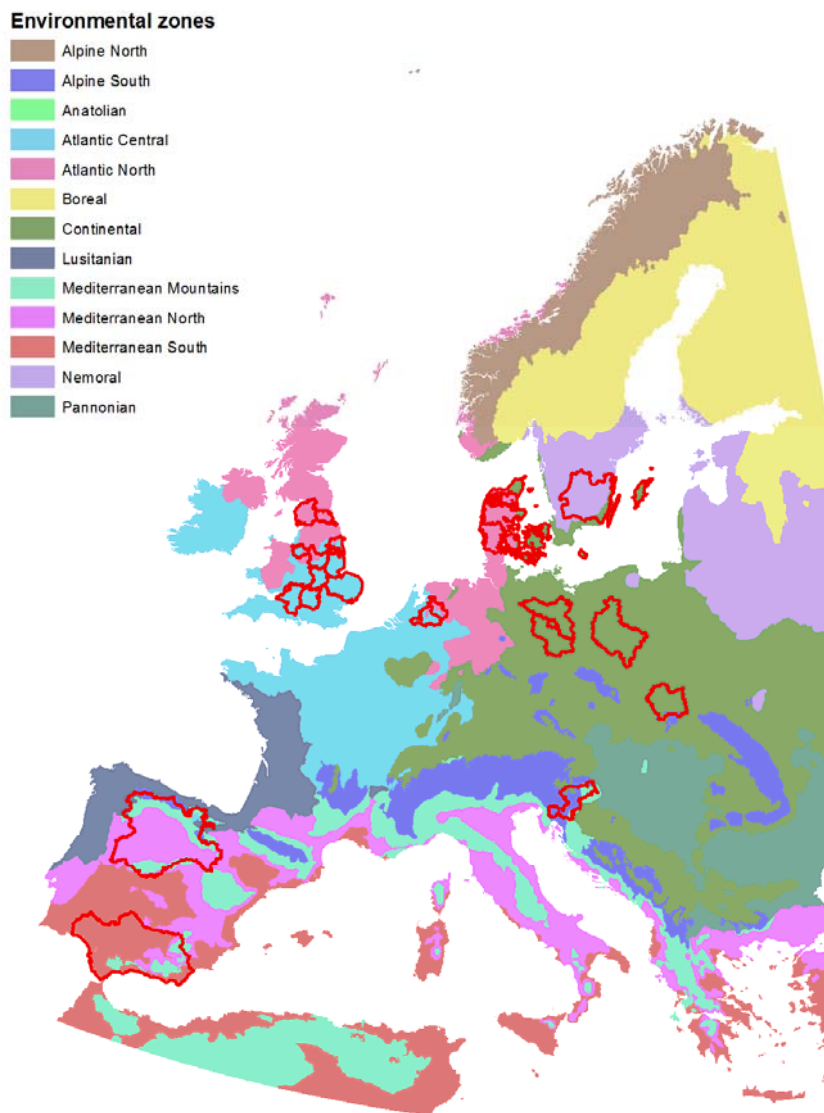 Environmental zones
Alpine North
Alpine South
Anatolian
Atlantic Central
Atlantic North
Boreal
Continental
Lusitanian
Mediterranean Mountains
Mediterranean North
Mediterranean South
Nemoral
Pannonian